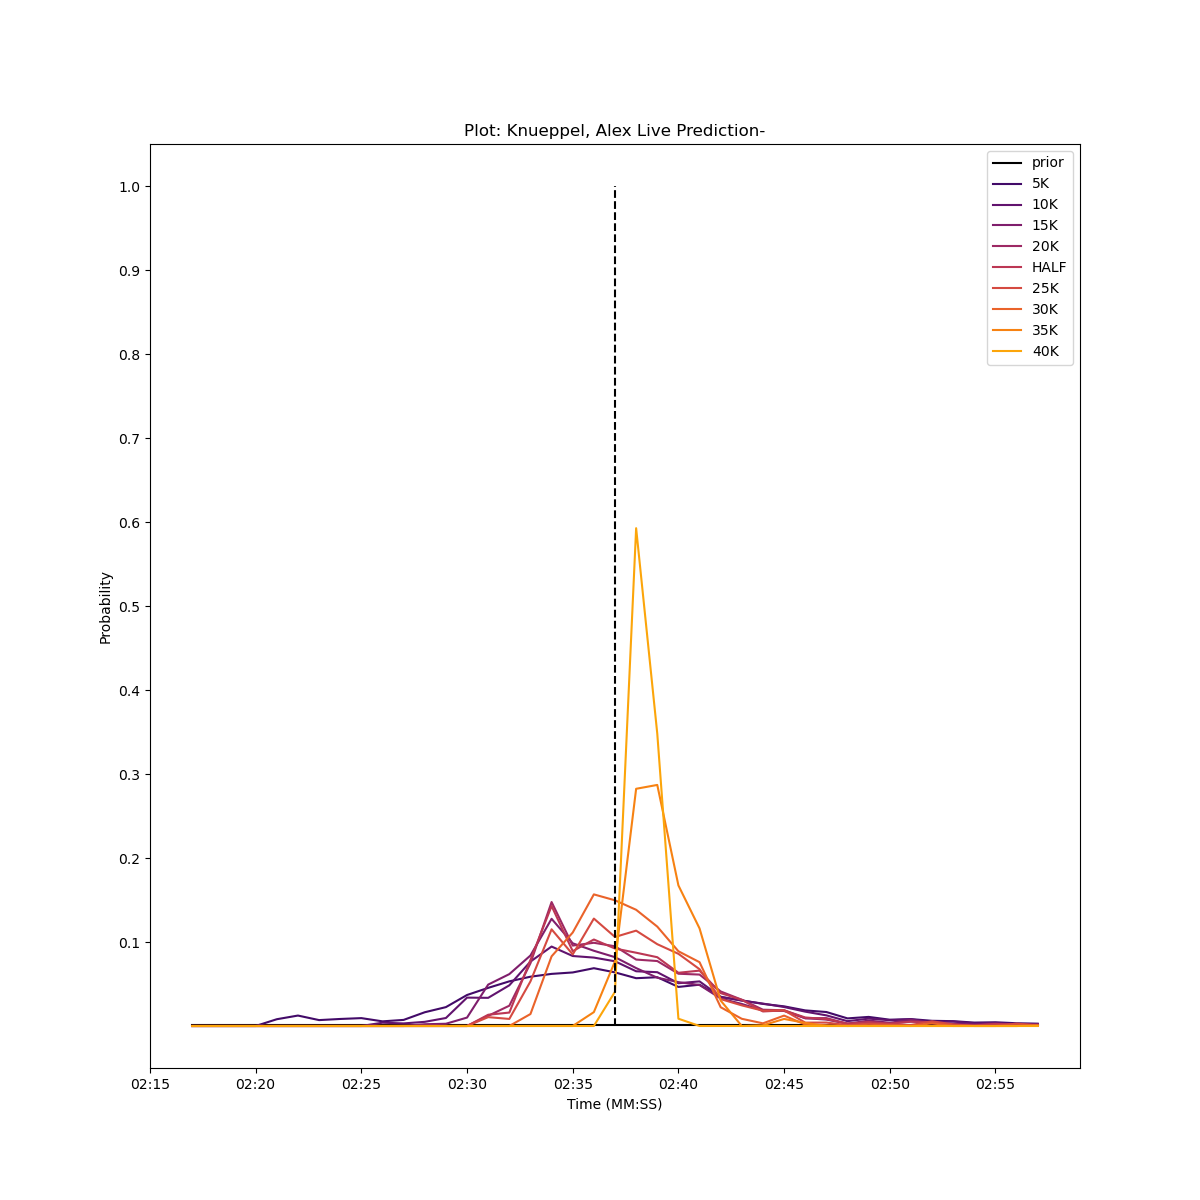 Plot: Knueppel, Alex Live Prediction-
prior
5K
10K
15K
20K
HALF
25K
30K
35K
40K
1.0
0.9
0.8
0.7
0.6
0.5
0.4
0.3
0.2
0.1
Probability
02:15 02:20 02:25 02:30 02:35 02:40 02:45 02:50 02:55
Time (MM:SS)